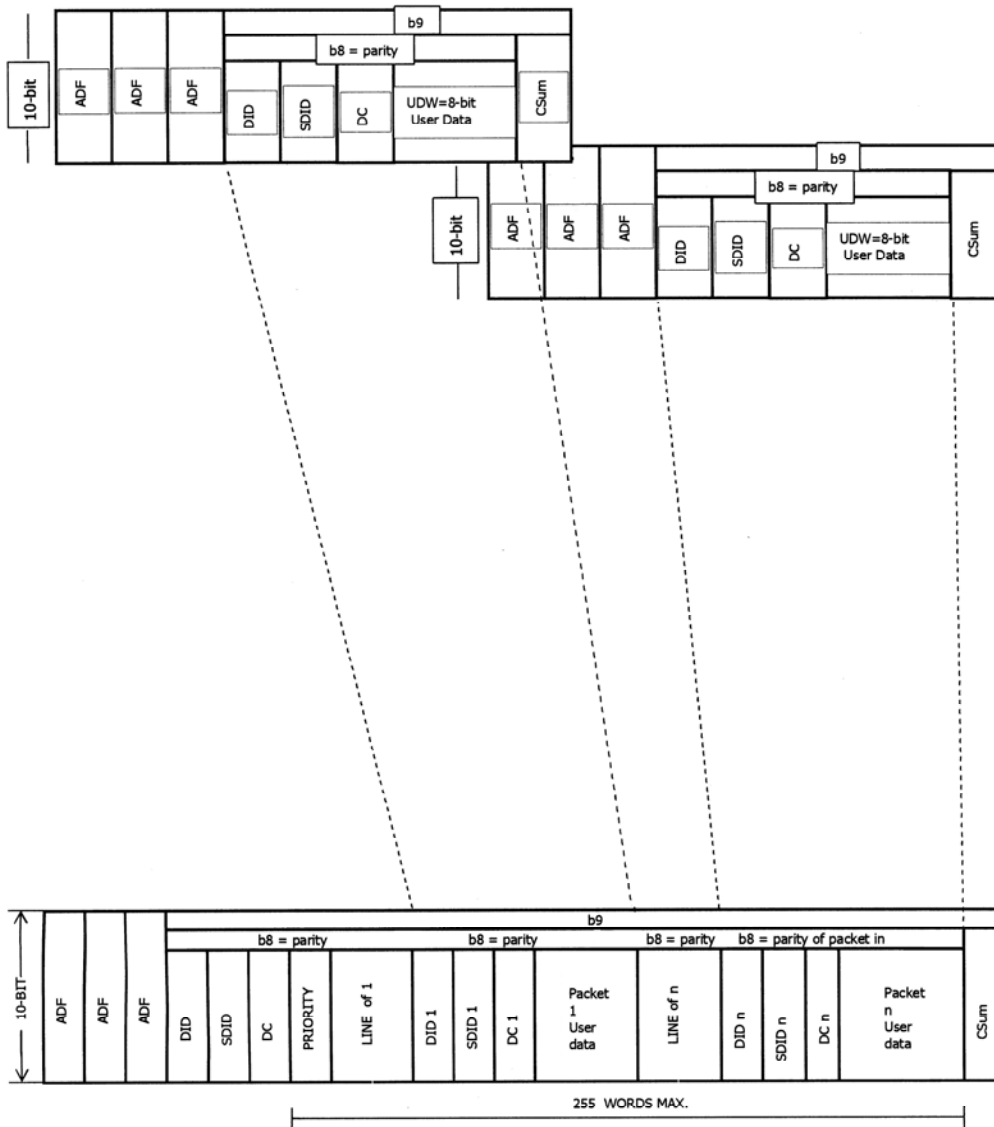 b9
b8 = parity
10-bit
ADF
ADF
ADF
DID
SDID
DC
UDW=8-bit
User Data
CSum
b9
b8 = parity
10-bit
ADF
ADF
ADF
DID
SDID
DC
UDW=8-bit
User Data
CSum
b9
b8 = parity
b8 = parity
b8 = parity
b8 = parity of packet in
10-BIT
ADF
ADF
ADF
DID
SDID
DC
PRIORITY
LINE of 1
DID 1
SDID 1
DC 1
Packet
1
User
data
LINE of n
DID n
SDID n
DC n
Packet
n
User
data
CSum
255 WORDS MAX.